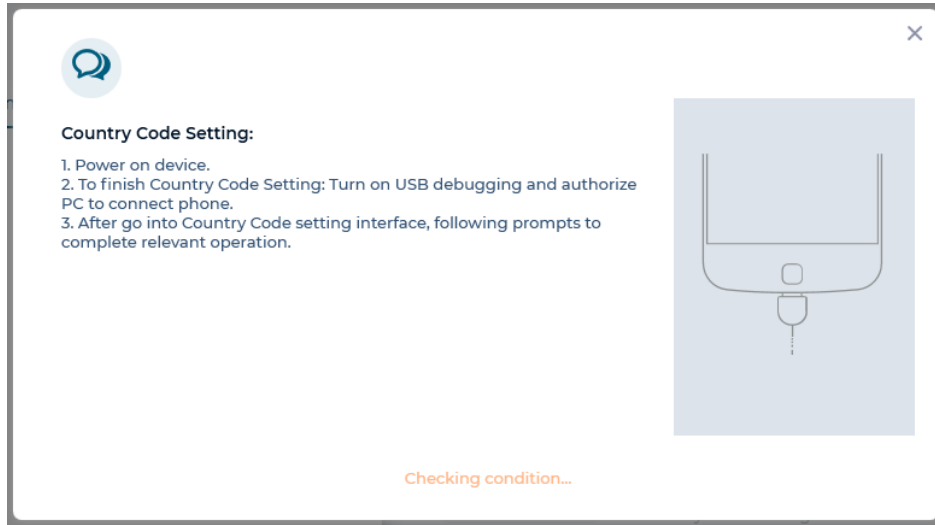 Country Code Setting:
1. Power on device.
2. To finish Country Code Setting: Turn on USB debugging and authorize
PC to connect phone.
3. After go into Country Code setting interface, following prompts to
complete relevant operation.
Checking condition...